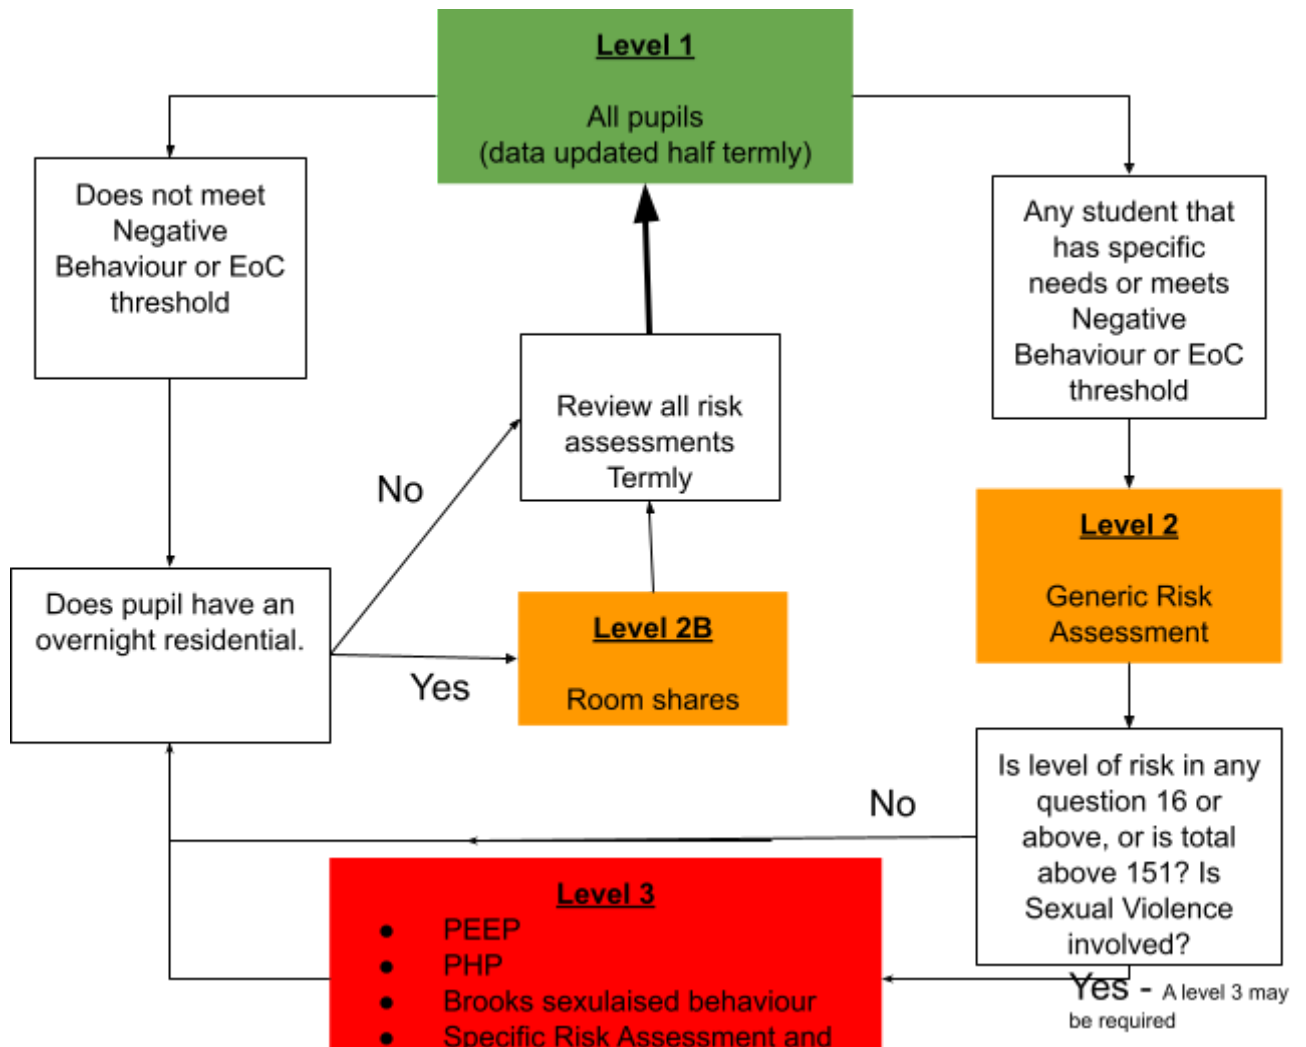 Level 1
All pupils
(data updated half termly)
Does not meet
Negative
Behaviour or EoC
threshold
Any student that
has specific
needs or meets
Negative
Behaviour or EoC
threshold
Review all risk
assessments
Termly
No
Level 2
Generic Risk
Assessment
Does pupil have an
overnight residential.
Yes
Level 2B
Room shares
Is level of risk in any
question 16 or
above, or is total
above 151? Is
Sexual Violence
involved?
No
Level 3
● PEEP
● PHP
● Brooks sexulaised behaviour
● Specific Risk Assessment and
Yes - A level 3 may
be required